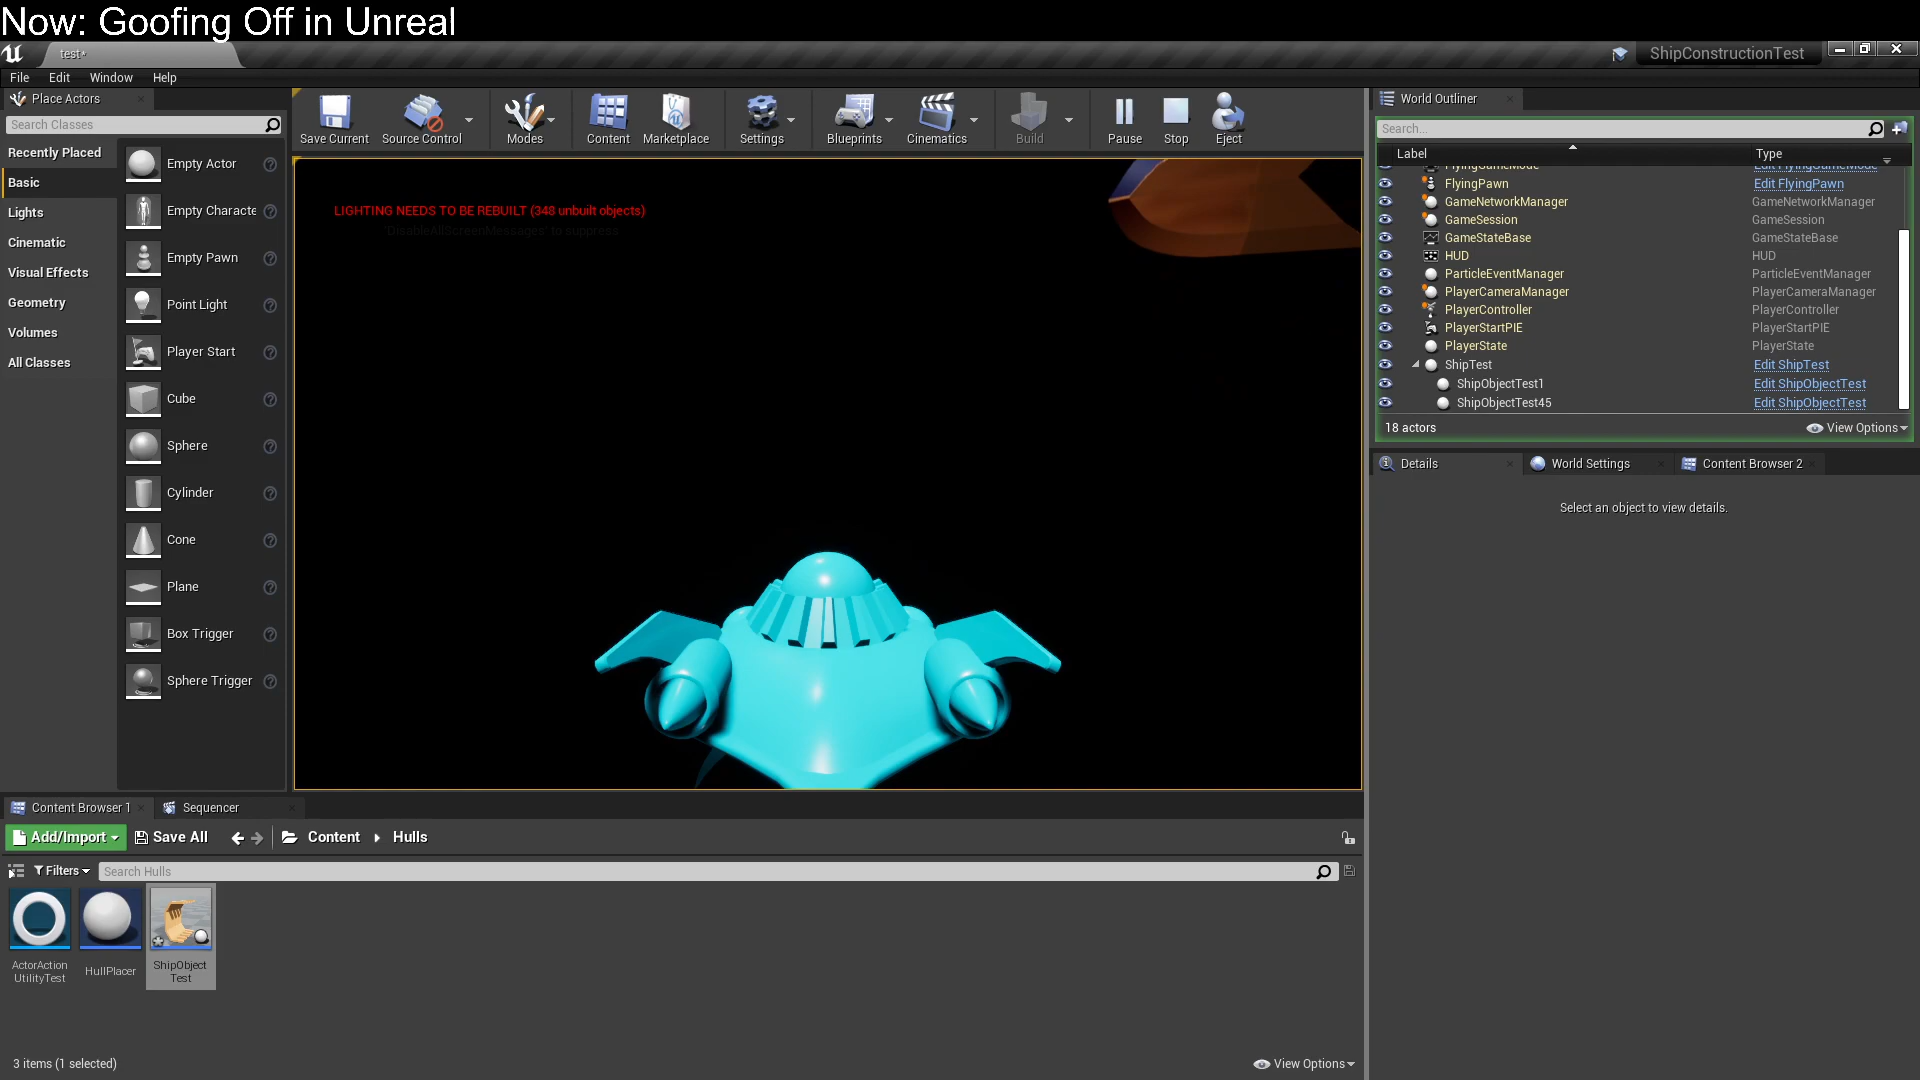 Now: Goofing Off in Unreal
test*
ShipConstructionTest
File Edit Window Help
Place Actors
Search Classes
Recently Placed
Basic
Lights
Cinematic
Visual Effects
Geometry
Volumes
All Classes
Empty Actor
Empty Characte
Empty Pawn
Point Light
Player Start
Cube
Sphere
Cylinder
Cone
Plane
Box Trigger
Sphere Trigger
Save Current
Source Control
Modes
Content
Marketplace
Settings
Blueprints
Cinematics
Build
Pause
Stop
Eject
LIGHTING NEEDS TO BE REBUILT (348 unbuilt objects)
'DisableAllScreenMessages' to suppress
World Outliner
Search...
Label Type
FlyingGameMode Edit FlyingGameMode
FlyingPawn Edit FlyingPawn
GameNetworkManager GameNetworkManager
GameSession GameSession
GameStateBase GameStateBase
HUD HUD
ParticleEventManager ParticleEventManager
PlayerCameraManager PlayerCameraManager
PlayerController PlayerController
PlayerStartPIE PlayerStartPIE
PlayerState PlayerState
ShipTest Edit ShipTest
ShipObjectTest1 Edit ShipObjectTest
ShipObjectTest45 Edit ShipObjectTest
18 actors View Options
Details World Settings Content Browser 2
Select an object to view details.
Content Browser 1 Sequencer
Add/Import Save All Content Hulls
Filters Search Hulls
ActorAction
UtilityTest
HullPlacer
ShipObject
Test
3 items (1 selected) View Options